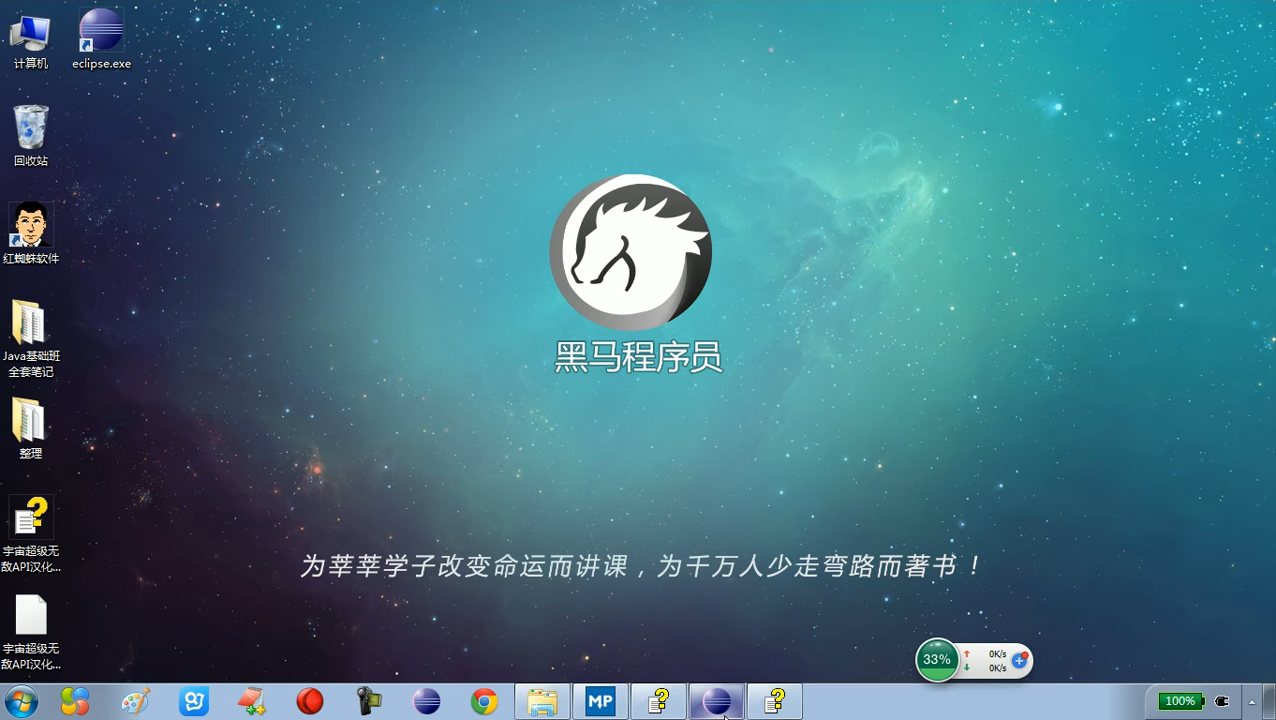 计算机
eclipse.exe
回收站
红蜘蛛软件
Java基础班
全套笔记
整理
宇宙超级无
敌API汉化...
宇宙超级无
敌API汉化...
黑马程序员
为莘莘学子改变命运而讲课，为千万人少走弯路而著书！
33%
0K/s
0K/s
MP
100%